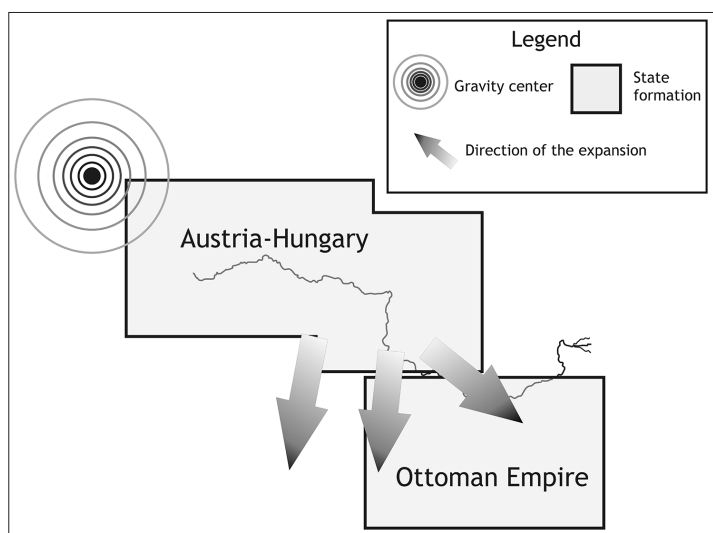 Legend
Gravity center
State
formation
Direction of the expansion
Austria-Hungary
Ottoman Empire